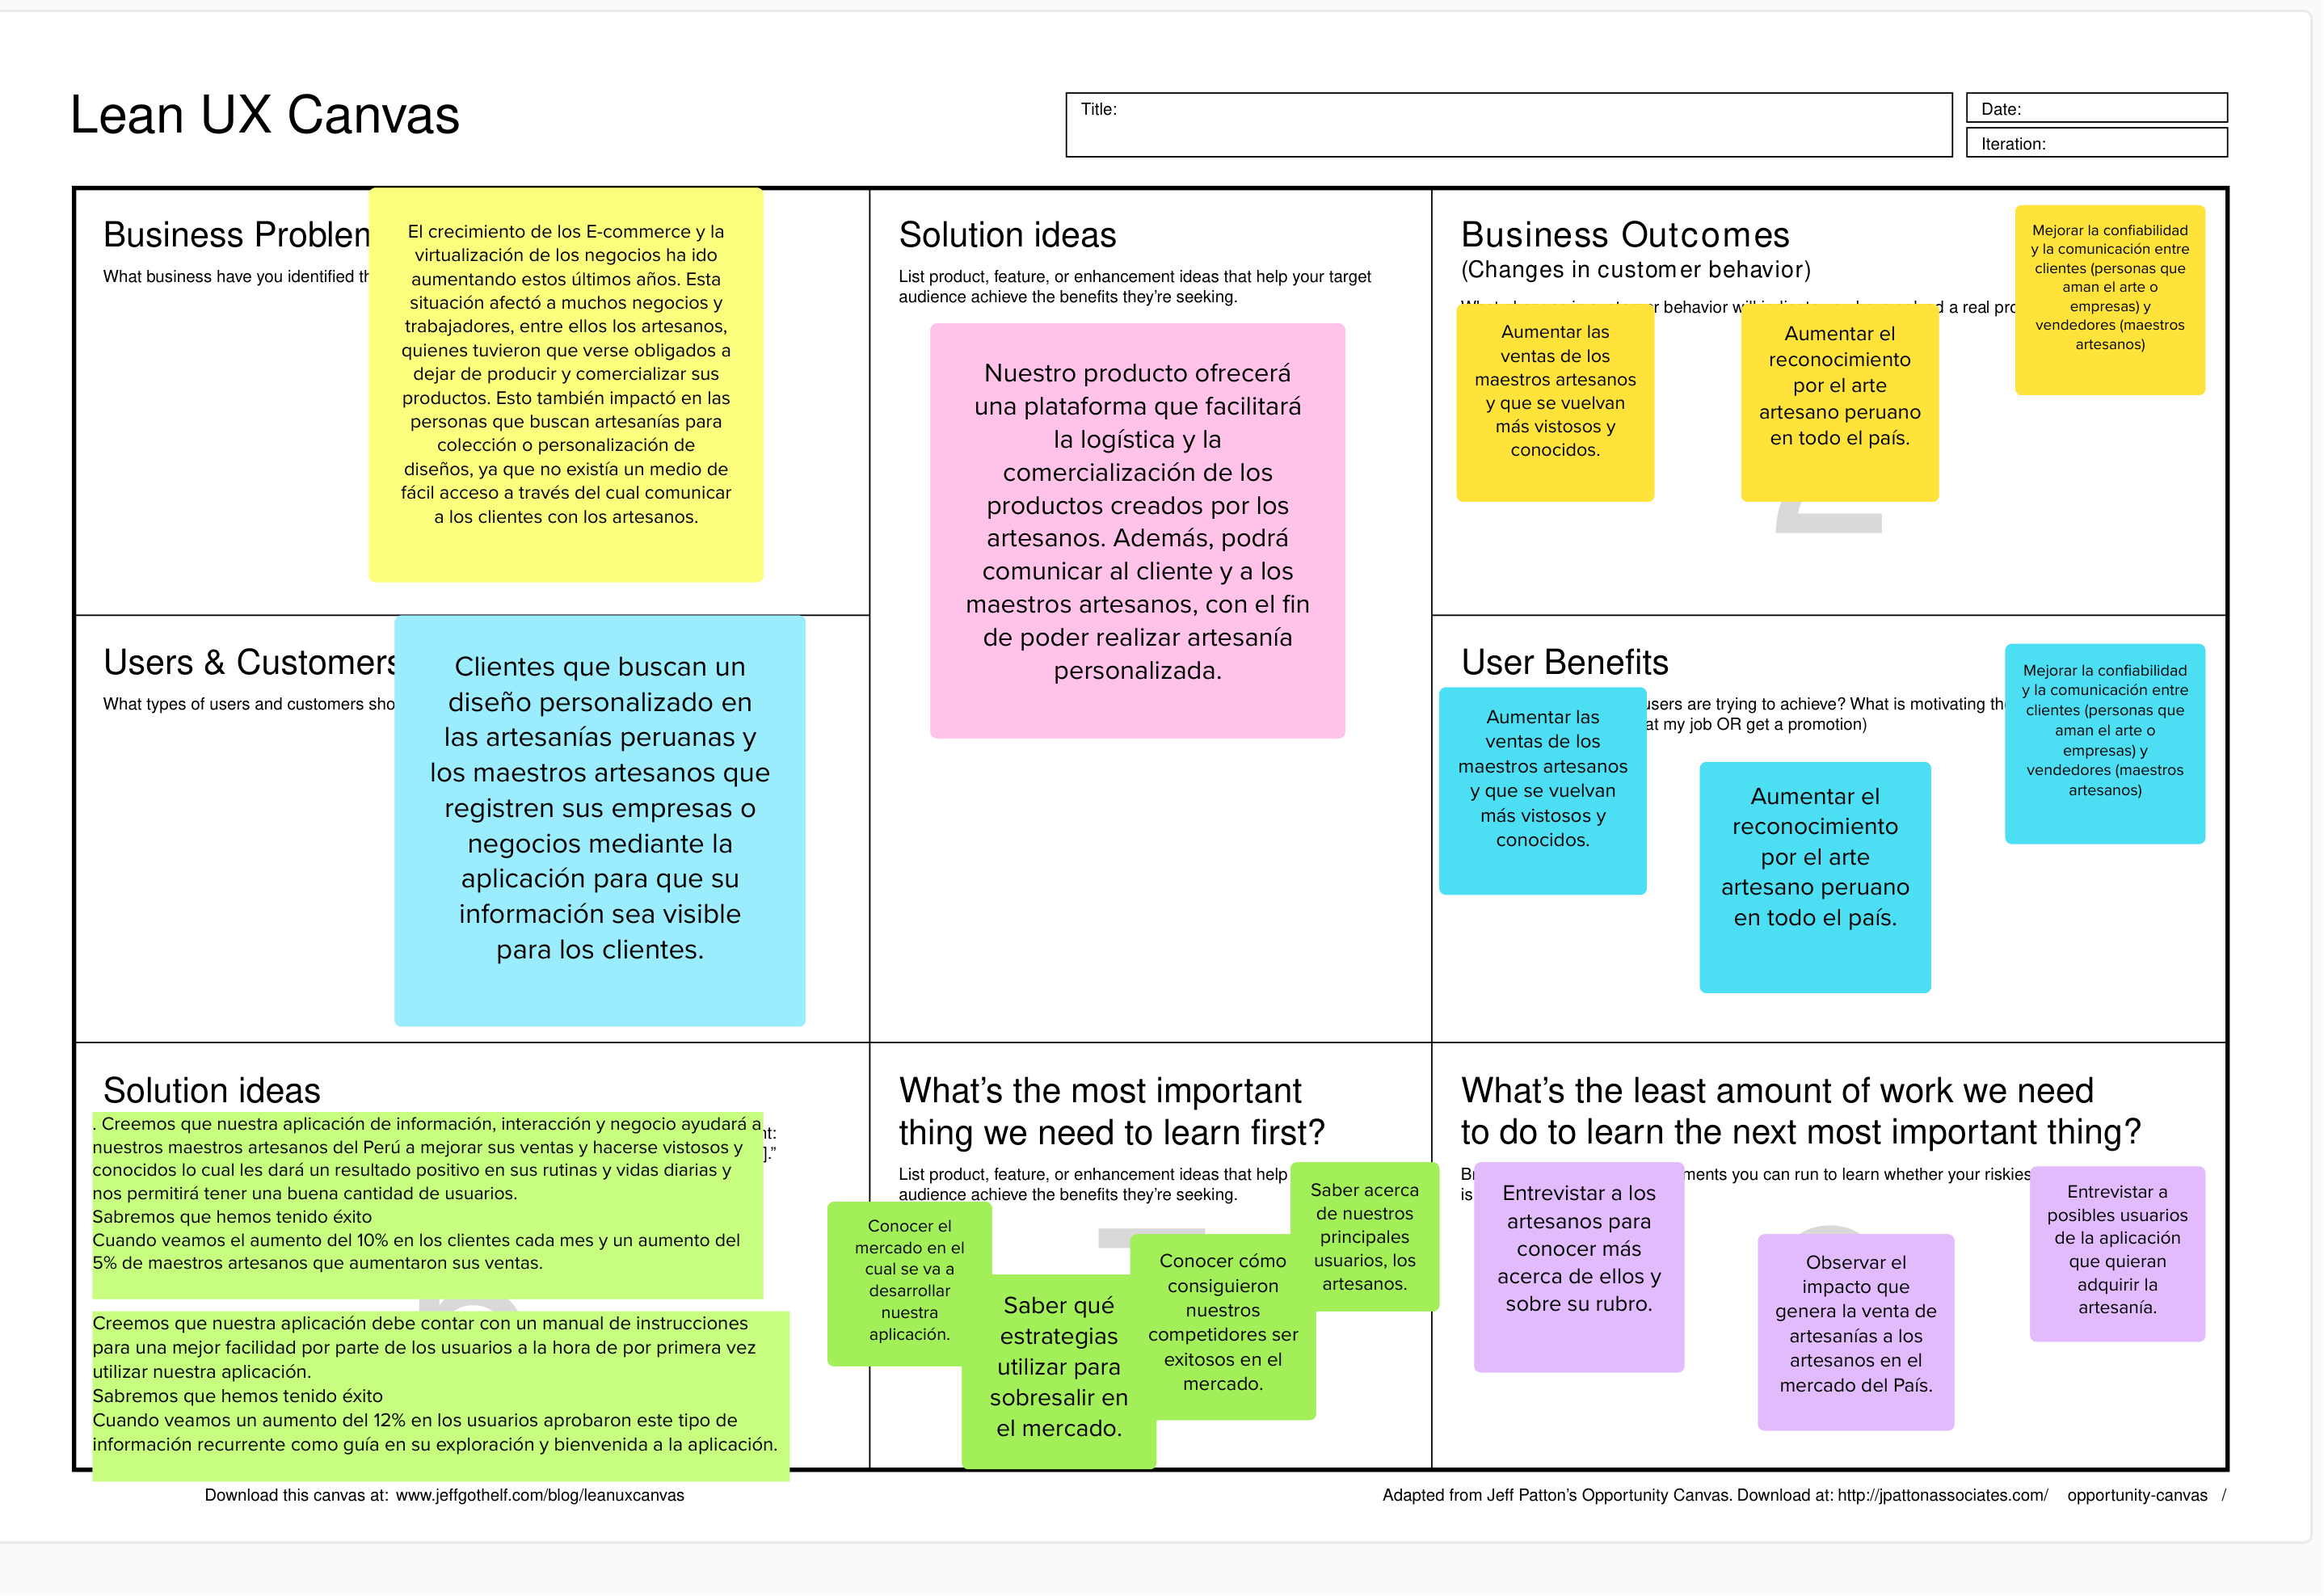 Lean UX Canvas
Title:
Date:
Iteration:
Business Problem
What business have you identified
El crecimiento de los E-commerce y la
virtualización de los negocios ha ido
aumentando estos últimos años. Esta
situación afectó a muchos negocios y
trabajadores, entre ellos los artesanos,
quienes tuvieron que verse obligados a
dejar de producir y comercializar sus
productos. Esto también impactó en las
personas que buscan artesanías para
colección o personalización de
diseños, ya que no existía un medio de
fácil acceso a través del cual comunicar
a los clientes con los artesanos.
Solution ideas
List product, feature, or enhancement ideas that help your target
audience achieve the benefits they're seeking.
Nuestro producto ofrecerá
una plataforma que facilitará
la logística y la
comercialización de los
productos creados por los
artesanos. Además, podrá
comunicar al cliente y a los
maestros artesanos, con el fin
de poder realizar artesanía
personalizada.
Business Outcomes
(Changes in customer behavior)
behavior a real
Aumentar las
ventas de los
maestros artesanos
y que se vuelvan
más vistosos y
conocidos.
Aumentar el
reconocimiento
por el arte
artesano peruano
en todo el país.
Mejorar la confiabilidad
y la comunicación entre
clientes (personas que
aman el arte o
empresas) y
vendedores (maestros
artesanos)
2
Users & Customers
What types of users and customers
Clientes que buscan un
diseño personalizado en
las artesanías peruanas y
los maestros artesanos que
registren sus empresas o
negocios mediante la
aplicación para que su
información sea visible
para los clientes.
User Benefits
users are trying to achieve? What is motivating
at my job OR get a promotion)
Aumentar las
ventas de los
maestros artesanos
y que se vuelvan
más vistosos y
conocidos.
Aumentar el
reconocimiento
por el arte
artesano peruano
en todo el país.
Mejorar la confiabilidad
y la comunicación entre
clientes (personas que
aman el arte o
empresas) y
vendedores (maestros
artesanos)
Solution ideas
. Creemos que nuestra aplicación de información, interacción y negocio ayudará a
nuestros maestros artesanos del Perú a mejorar sus ventas y hacerse vistosos y
conocidos lo cual les dará un resultado positivo en sus rutinas y vidas diarias y
nos permitirá tener una buena cantidad de usuarios.
Sabremos que hemos tenido éxito
Cuando veamos el aumento del 10% en los clientes cada mes y un aumento del
5% de maestros artesanos que aumentaron sus ventas.
Creemos que nuestra aplicación debe contar con un manual de instrucciones
para una mejor facilidad por parte de los usuarios a la hora de por primera vez
utilizar nuestra aplicación.
Sabremos que hemos tenido éxito
Cuando veamos un aumento del 12% en los usuarios aprobaron este tipo de
información recurrente como guía en su exploración y bienvenida a la aplicación.
What's the most important
thing we need to learn first?
List product, feature, or enhancement ideas that help
audience achieve the benefits they're seeking.
Conocer el
mercado en el
cual se va a
desarrollar
nuestra
aplicación.
Saber qué
estrategias
utilizar para
sobresalir en
el mercado.
Conocer cómo
consiguieron
nuestros
competidores ser
exitosos en el
mercado.
Saber acerca
de nuestros
principales
usuarios, los
artesanos.
What's the least amount of work we need
to do to learn the next most important thing?
you can run to learn whether your
is
Entrevistar a los
artesanos para
conocer más
acerca de ellos y
sobre su rubro.
Observar el
impacto que
genera la venta de
artesanías a los
artesanos en el
mercado del País.
Entrevistar a
posibles usuarios
de la aplicación
que quieran
adquirir la
artesanía.
Download this canvas at: www.jeffgothelf.com/blog/leanuxcanvas
Adapted from Jeff Patton's Opportunity Canvas. Download at: http://jpattonassociates.com/ opportunity-canvas /